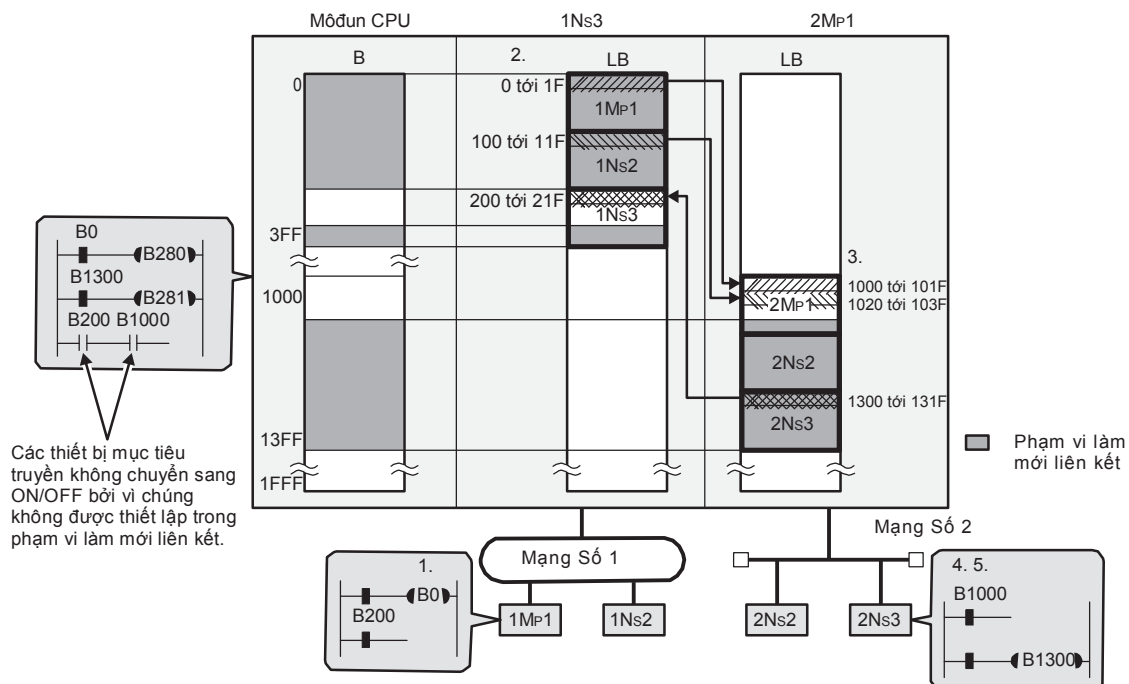 Môđun CPU
1Ns3
2MP1
B
2.
LB
LB
0
0 tới 1F
1MP1
100 tới 11F
1Ns2
200 tới 21F
1Ns3
3FF
3.
1000
1000 tới 101F
2MP1
1020 tới 103F
2Ns2
1300 tới 131F
2Ns3
13FF
1FFF
B0
B280
B1300
B281
B200 B1000
Các thiết bị mục tiêu
truyền không chuyển sang
ON/OFF bởi vì chúng
không được thiết lập trong
phạm vi làm mới liên kết.
Phạm vi làm
mới liên kết
Mạng Số 1
Mạng Số 2
1.
B0
B200
1MP1
1Ns2
2Ns2
2Ns3
4. 5.
B1000
B1300